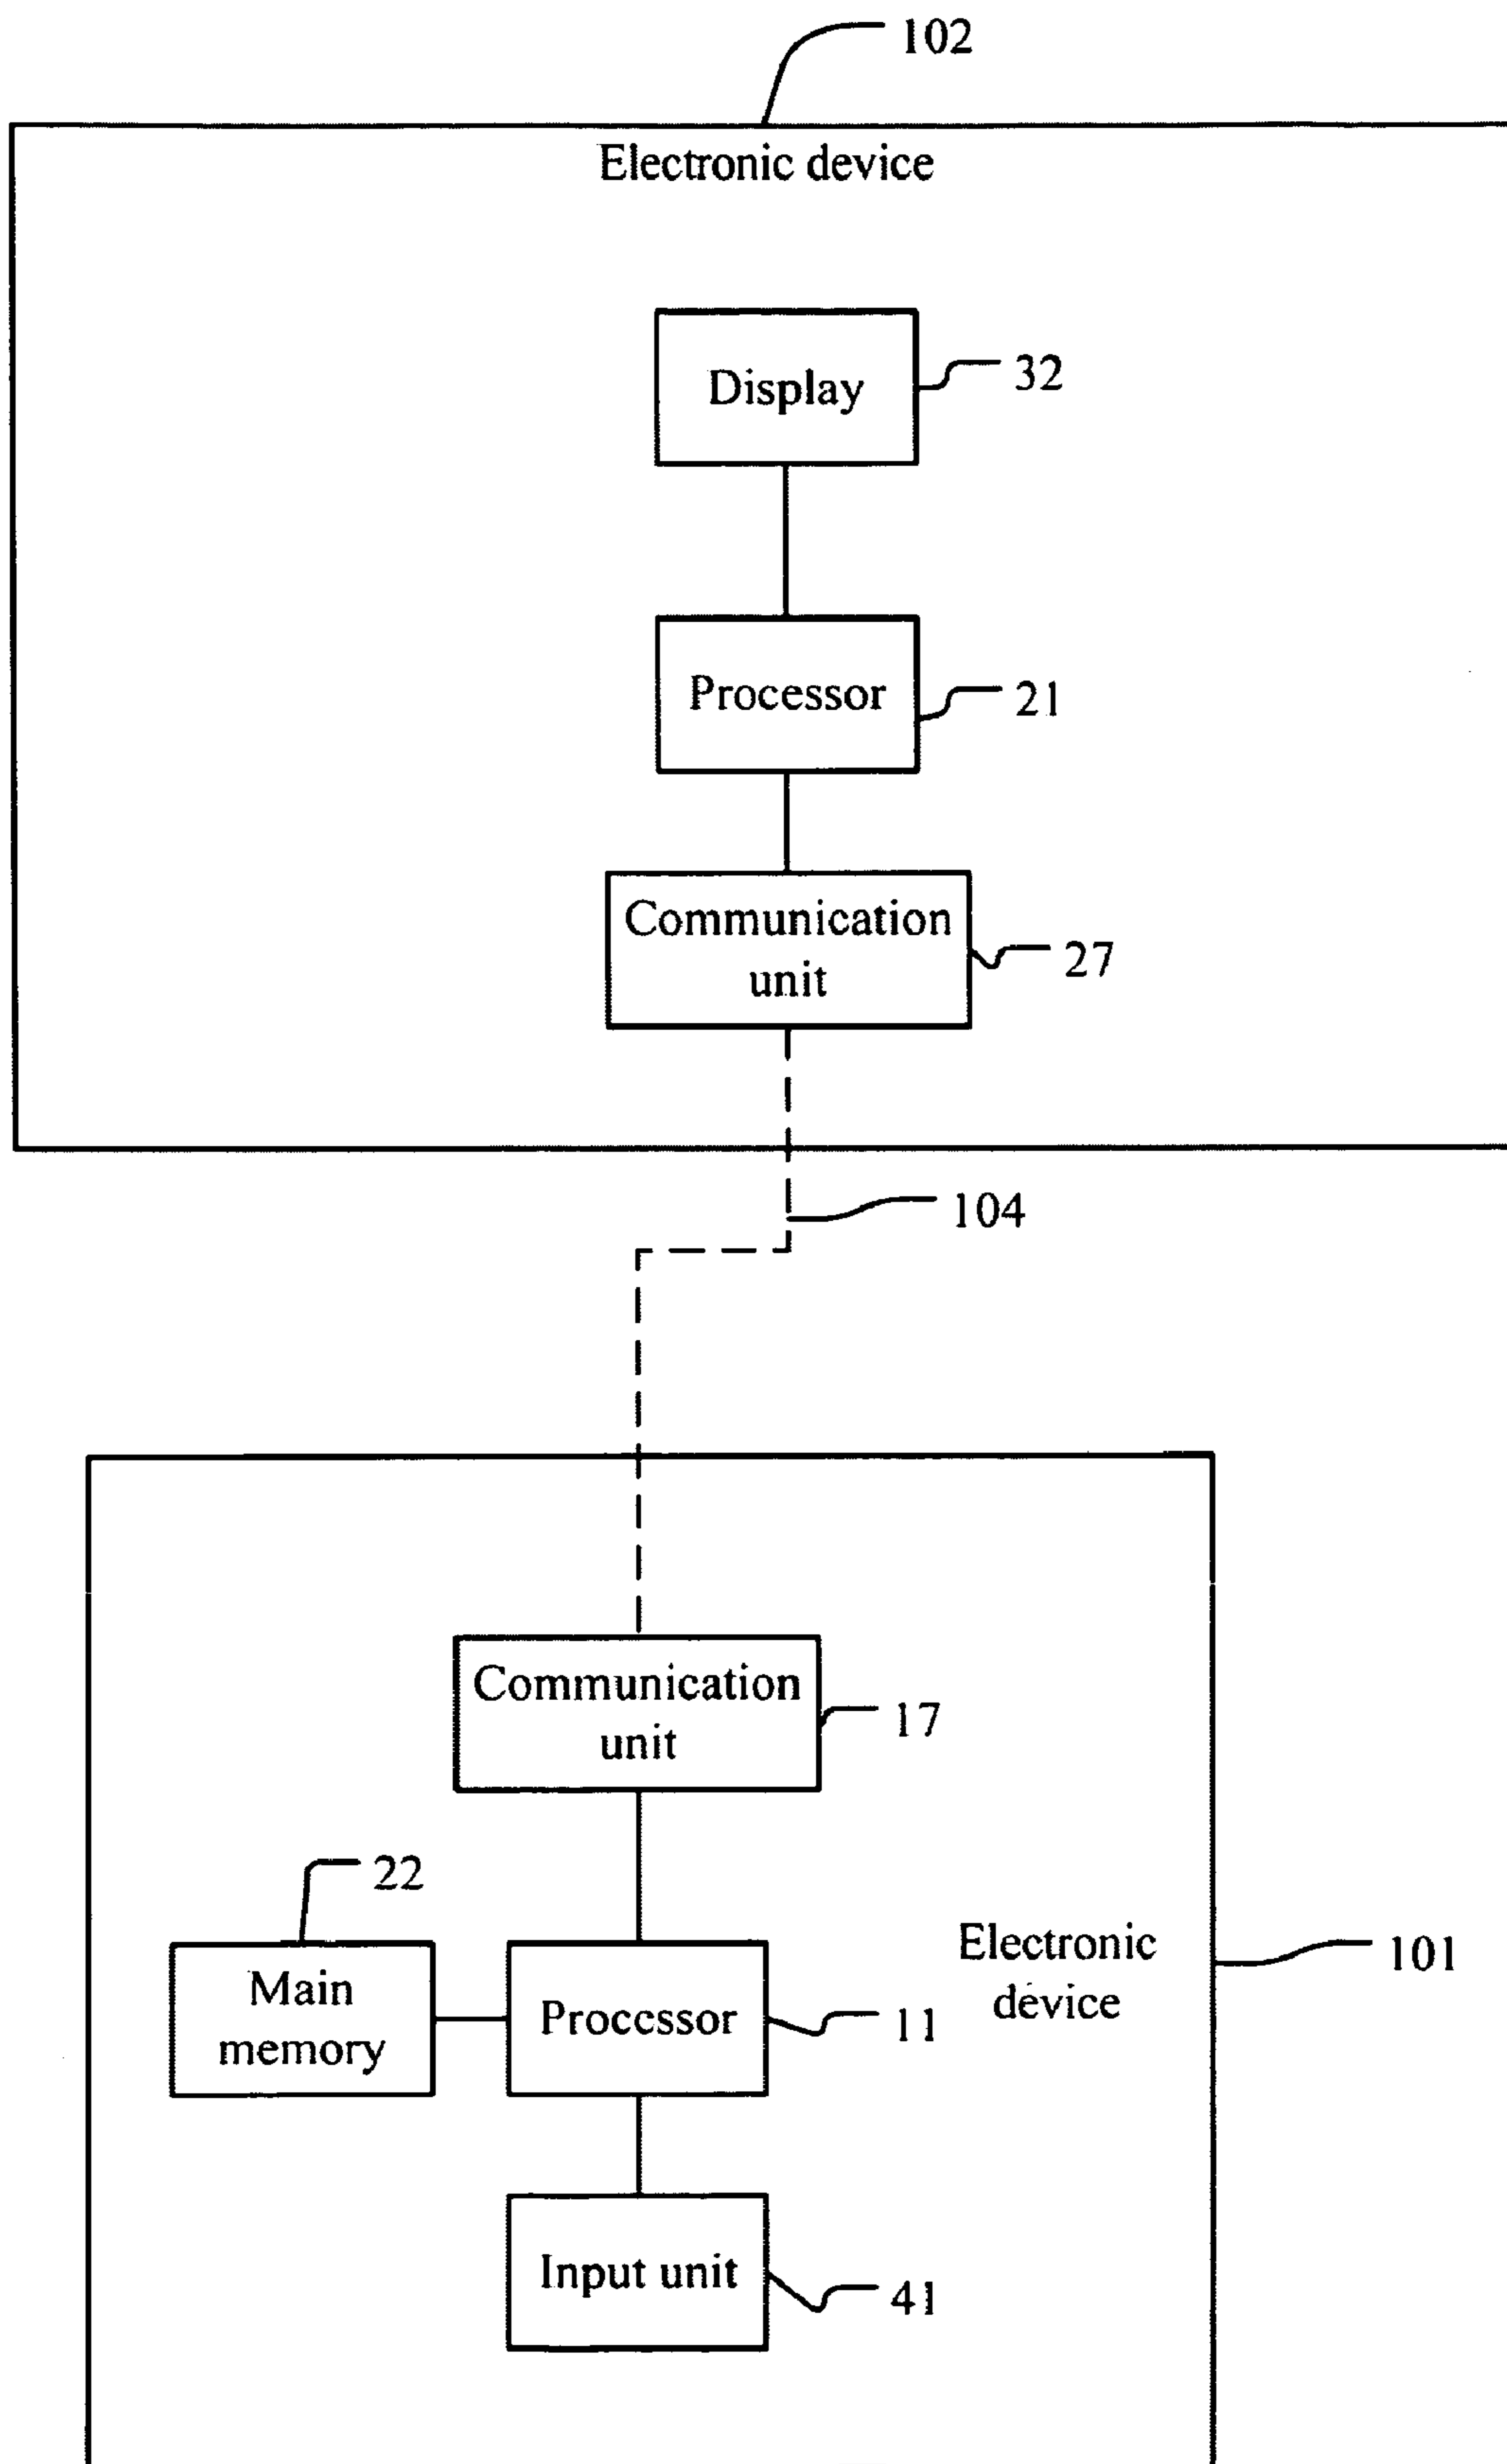 102
Electronic device
Display
32
Processor
21
Communication
unit
27
104
Communication
unit
17
22
Main
memory
Processor
11
Electronic
device
101
Input unit
41